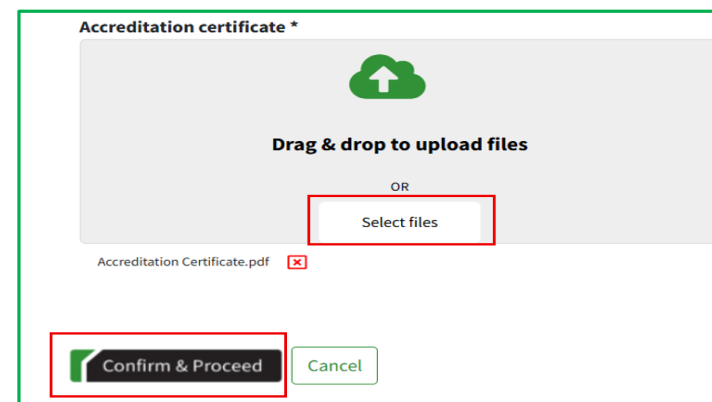 Accreditation certificate *
Drag & drop to upload files
OR
Select files
Accreditation Certificate.pdf
Confirm & Proceed
Cancel